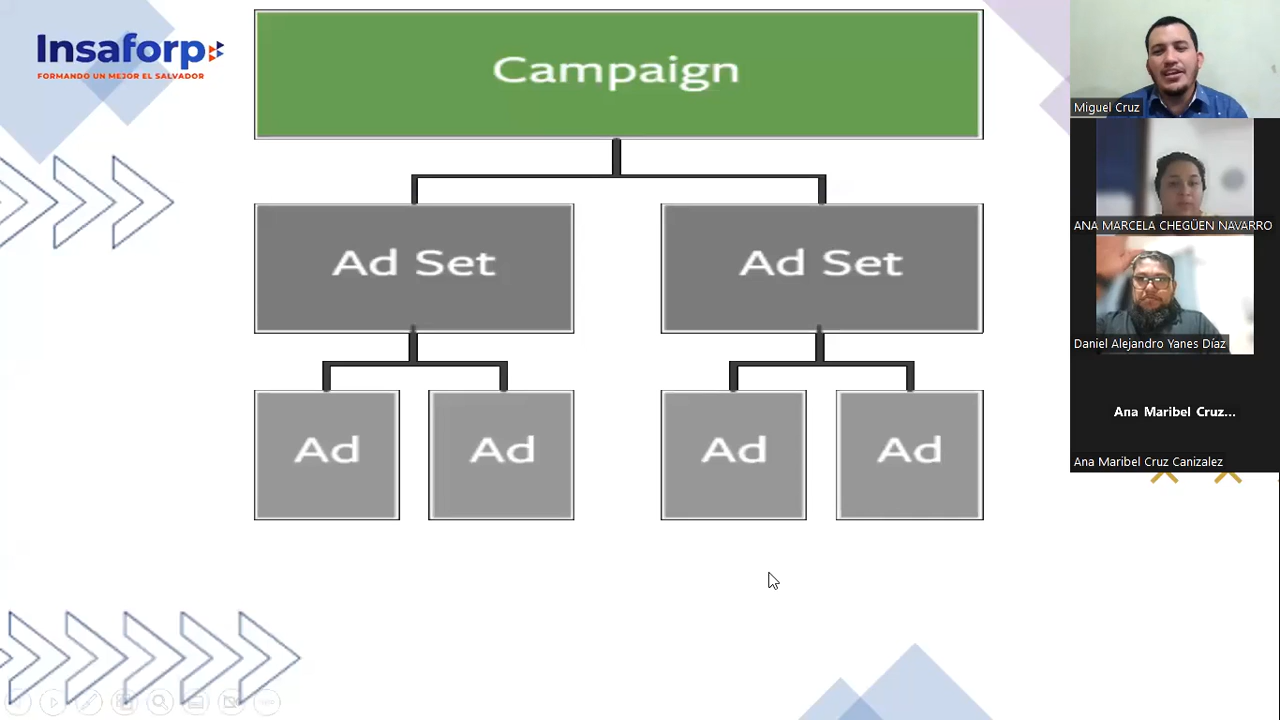 Insaforp
FORMANDO UN MEJOR EL SALVADOR
Campaign
Ad Set
Ad Set
Ad
Ad
Ad
Ad
Miguel Cruz
ANA MARCELA CHEGÜEN NAVARRO
Daniel Alejandro Yanes Díaz
Ana Maribel Cruz...
Ana Maribel Cruz Canizalez